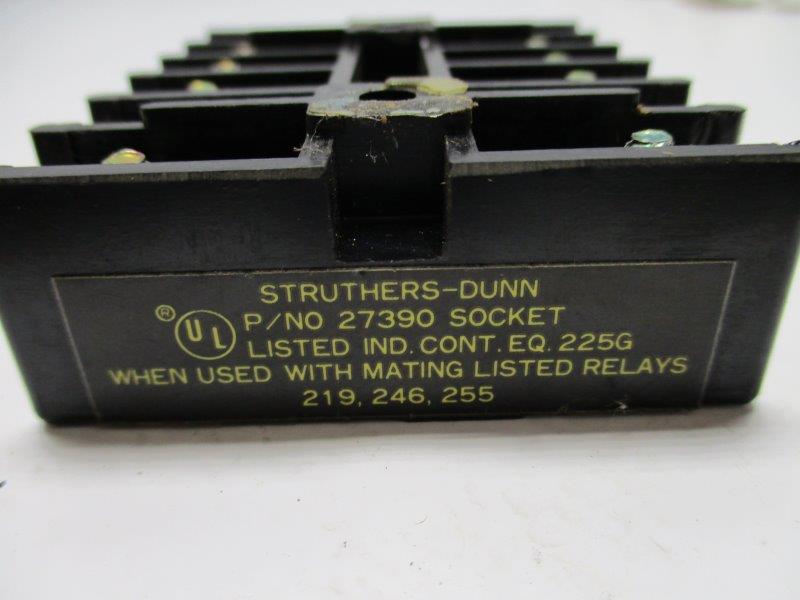 STRUTHERS-DUNN
® UL P/NO 27390 SOCKET
LISTED IND. CONT. EQ. 225G
WHEN USED WITH MATING LISTED RELAYS
219, 246, 255